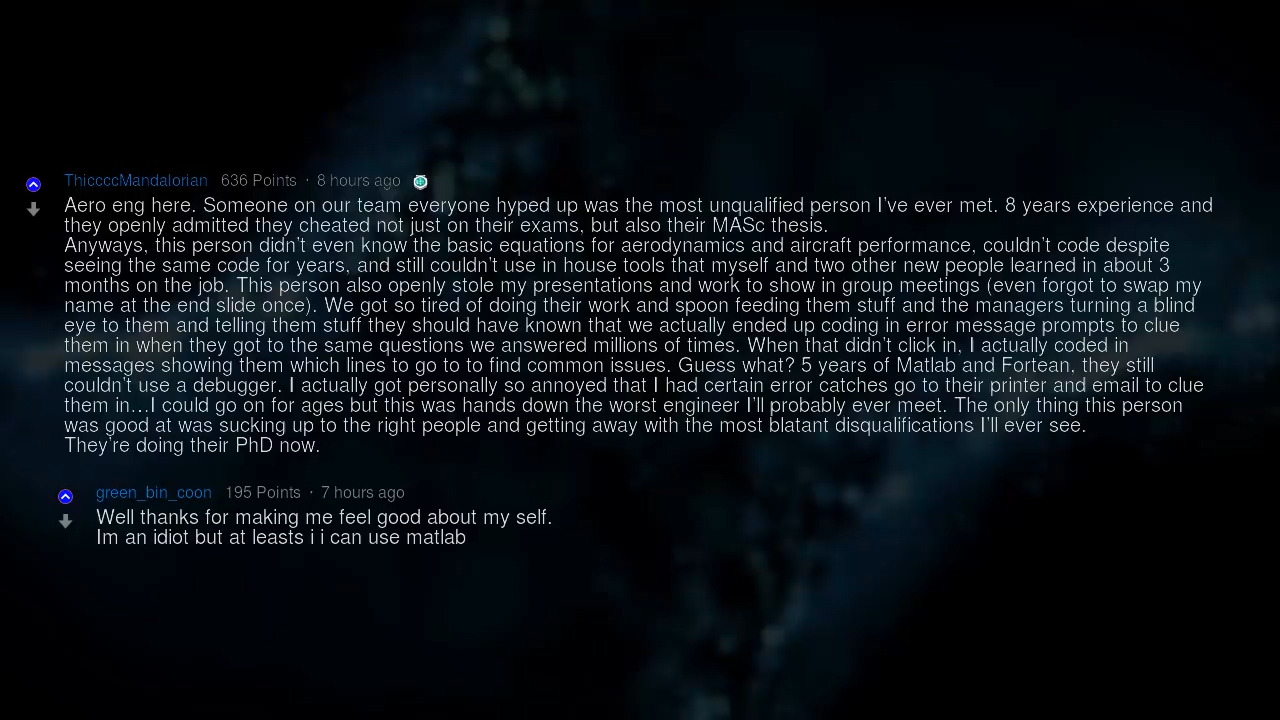 ThiccccMandalorian 636 Points · 8 hours ago
Aero eng here. Someone on our team everyone hyped up was the most unqualified person I've ever met. 8 years experience and
they openly admitted they cheated not just on their exams, but also their MASc thesis.
Anyways, this person didn't even know the basic equations for aerodynamics and aircraft performance, couldn't code despite
seeing the same code for years, and still couldn't use in house tools that myself and two other new people learned in about 3
months on the job. This person also openly stole my presentations and work to show in group meetings (even forgot to swap my
name at the end slide once). We got so tired of doing their work and spoon feeding them stuff and the managers turning a blind
eye to them and telling them stuff they should have known that we actually ended up coding in error message prompts to clue
them in when they got to the same questions we answered millions of times. When that didn't click in, I actually coded in
messages showing them which lines to go to to find common issues. Guess what? 5 years of Matlab and Fortean, they still
couldn't use a debugger. I actually got personally so annoyed that I had certain error catches go to their printer and email to clue
them in...I could go on for ages but this was hands down the worst engineer I'll probably ever meet. The only thing this person
was good at was sucking up to the right people and getting away with the most blatant disqualifications I'll ever see.
They're doing their PhD now.
green_bin_coon 195 Points · 7 hours ago
Well thanks for making me feel good about my self.
Im an idiot but at leasts i i can use matlab